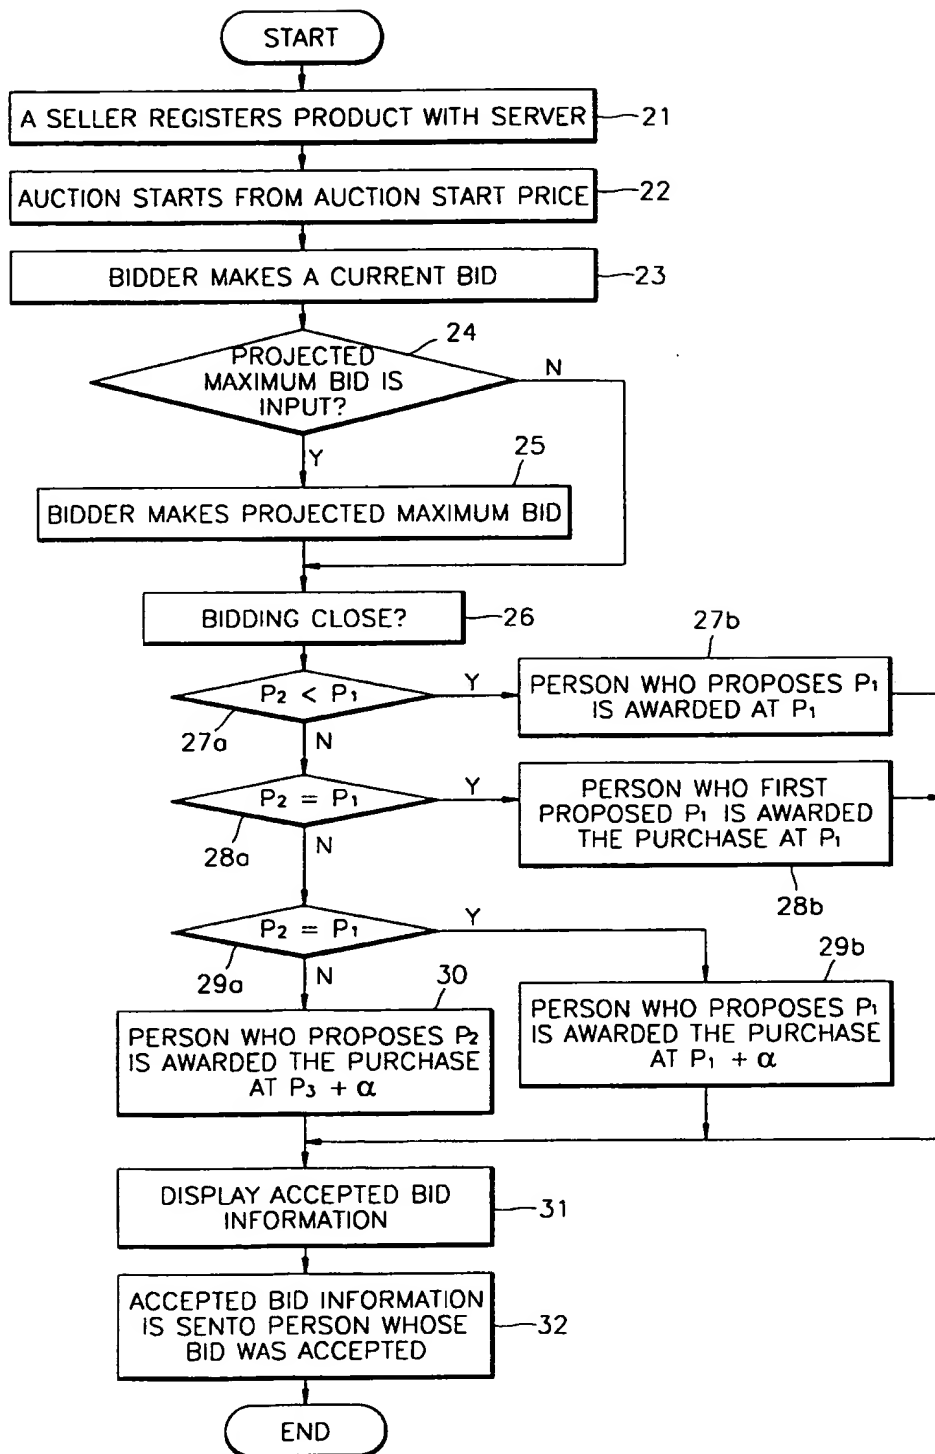 START
A SELLER REGISTERS PRODUCT WITH SERVER
21
AUCTION STARTS FROM AUCTION START PRICE
22
BIDDER MAKES A CURRENT BID
23
24
PROJECTED
MAXIMUM BID IS
INPUT?
N
Y
25
BIDDER MAKES PROJECTED MAXIMUM BID
BIDDING CLOSE?
26
27b
P₂ < P₁
Y
PERSON WHO PROPOSES P₁
IS AWARDED AT P₁
27a
N
P₂ = P₁
Y
PERSON WHO FIRST
PROPOSED P₁ IS AWARDED
THE PURCHASE AT P₁
28a
N
28b
P₂ = P₁
Y
29a
N
30
29b
PERSON WHO PROPOSES P₂
IS AWARDED THE PURCHASE
AT P₃ + α
PERSON WHO PROPOSES P₁
IS AWARDED THE PURCHASE
AT P₁ + α
DISPLAY ACCEPTED BID
INFORMATION
31
ACCEPTED BID INFORMATION
IS SENTO PERSON WHOSE
BID WAS ACCEPTED
32
END